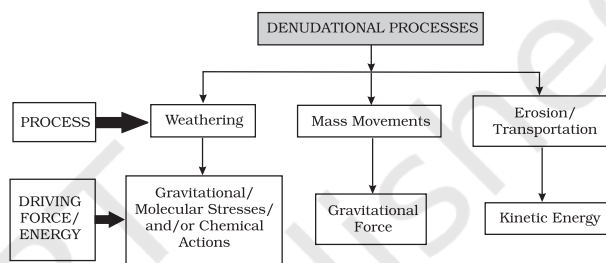 DENUDATIONAL PROCESSES
PROCESS
Weathering
Mass Movements
Erosion/
Transportation
DRIVING
FORCE/
ENERGY
Gravitational/
Molecular Stresses/
and/or Chemical
Actions
Gravitational
Force
Kinetic Energy